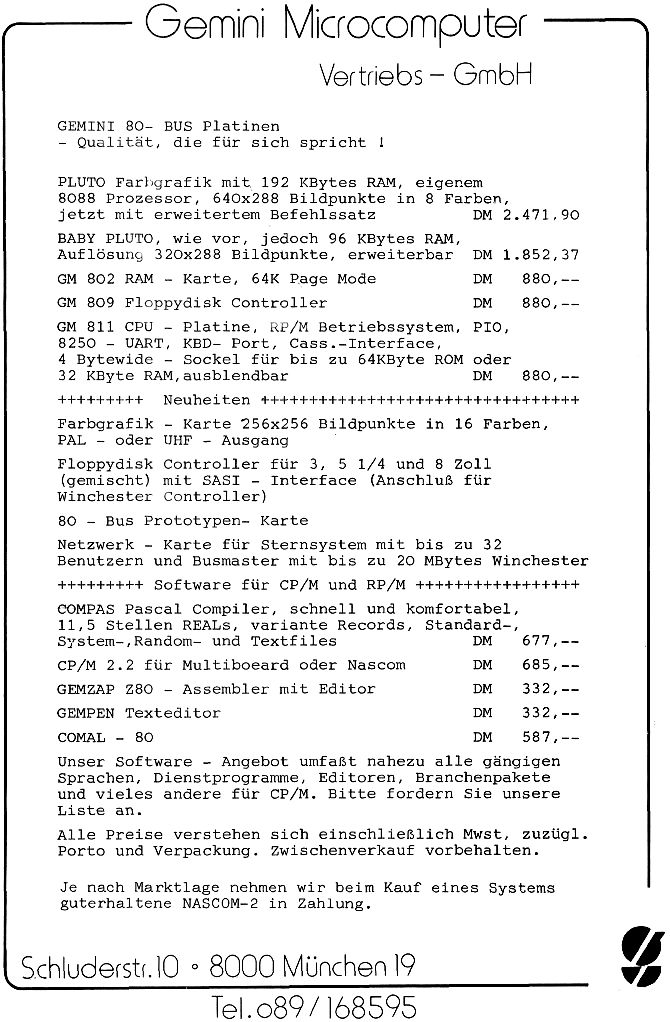 Gemini Microcomputer
Vertriebs - GmbH
GEMINI 80- BUS Platinen
- Qualität, die für sich spricht !
PLUTO Farbgrafik mit 192 KBytes RAM, eigenem
8088 Prozessor, 640x288 Bildpunkte in 8 Farben,
jetzt mit erweitertem Befehlssatz DM 2.471,90
BABY PLUTO, wie vor, jedoch 96 KBytes RAM,
Auflösung 320x288 Bildpunkte, erweiterbar DM 1.852,37
GM 802 RAM - Karte, 64K Page Mode DM 880,--
GM 809 Floppydisk Controller DM 880,--
GM 811 CPU - Platine, RP/M Betriebssystem, PIO,
8250 - UART, KBD- Port, Cass.-Interface,
4 Bytewide - Sockel für bis zu 64KByte ROM oder
32 KByte RAM,ausblendbar DM 880,--
+++++++++ Neuheiten +++++++++++++++++++++++++++++++++
Farbgrafik - Karte 256x256 Bildpunkte in 16 Farben,
PAL - oder UHF - Ausgang
Floppydisk Controller für 3, 5 1/4 und 8 Zoll
(gemischt) mit SASI - Interface (Anschluß für
Winchester Controller)
80 - Bus Prototypen- Karte
Netzwerk - Karte für Sternsystem mit bis zu 32
Benutzern und Busmaster mit bis zu 20 MBytes Winchester
+++++++++ Software für CP/M und RP/M +++++++++++++++++
COMPAS Pascal Compiler, schnell und komfortabel,
11,5 Stellen REALs, variante Records, Standard-,
System-,Random- und Textfiles DM 677,--
CP/M 2.2 für Multiboeard oder Nascom DM 685,--
GEMZAP Z80 - Assembler mit Editor DM 332,--
GEMPEN Texteditor DM 332,--
COMAL - 80 DM 587,--
Unser Software - Angebot umfaßt nahezu alle gängigen
Sprachen, Dienstprogramme, Editoren, Branchenpakete
und vieles andere für CP/M. Bitte fordern Sie unsere
Liste an.
Alle Preise verstehen sich einschließlich Mwst, zuzügl.
Porto und Verpackung. Zwischenverkauf vorbehalten.
Je nach Marktlage nehmen wir beim Kauf eines Systems
guterhaltene NASCOM-2 in Zahlung.
Schluderstr.10 ° 8000 München 19
Tel.o89/168595